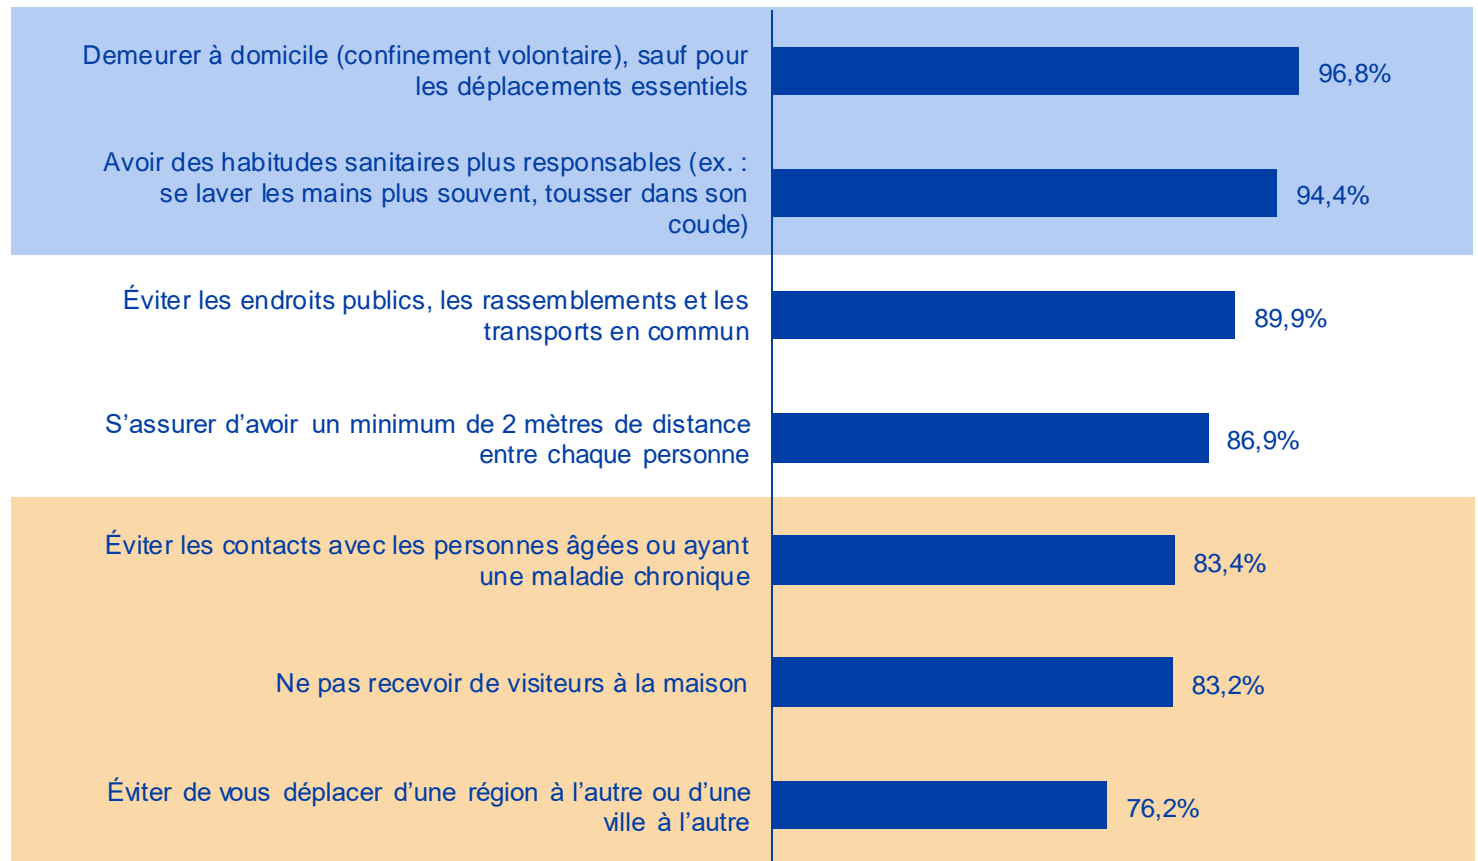 Demeurer à domicile (confinement volontaire), sauf pour
les déplacements essentiels
96,8%
Avoir des habitudes sanitaires plus responsables (ex. :
se laver les mains plus souvent, tousser dans son
coude)
94,4%
Éviter les endroits publics, les rassemblements et les
transports en commun
89,9%
S’assurer d’avoir un minimum de 2 mètres de distance
entre chaque personne
86,9%
Éviter les contacts avec les personnes âgées ou ayant
une maladie chronique
83,4%
Ne pas recevoir de visiteurs à la maison
83,2%
Éviter de vous déplacer d’une région à l’autre ou d’une
ville à l’autre
76,2%